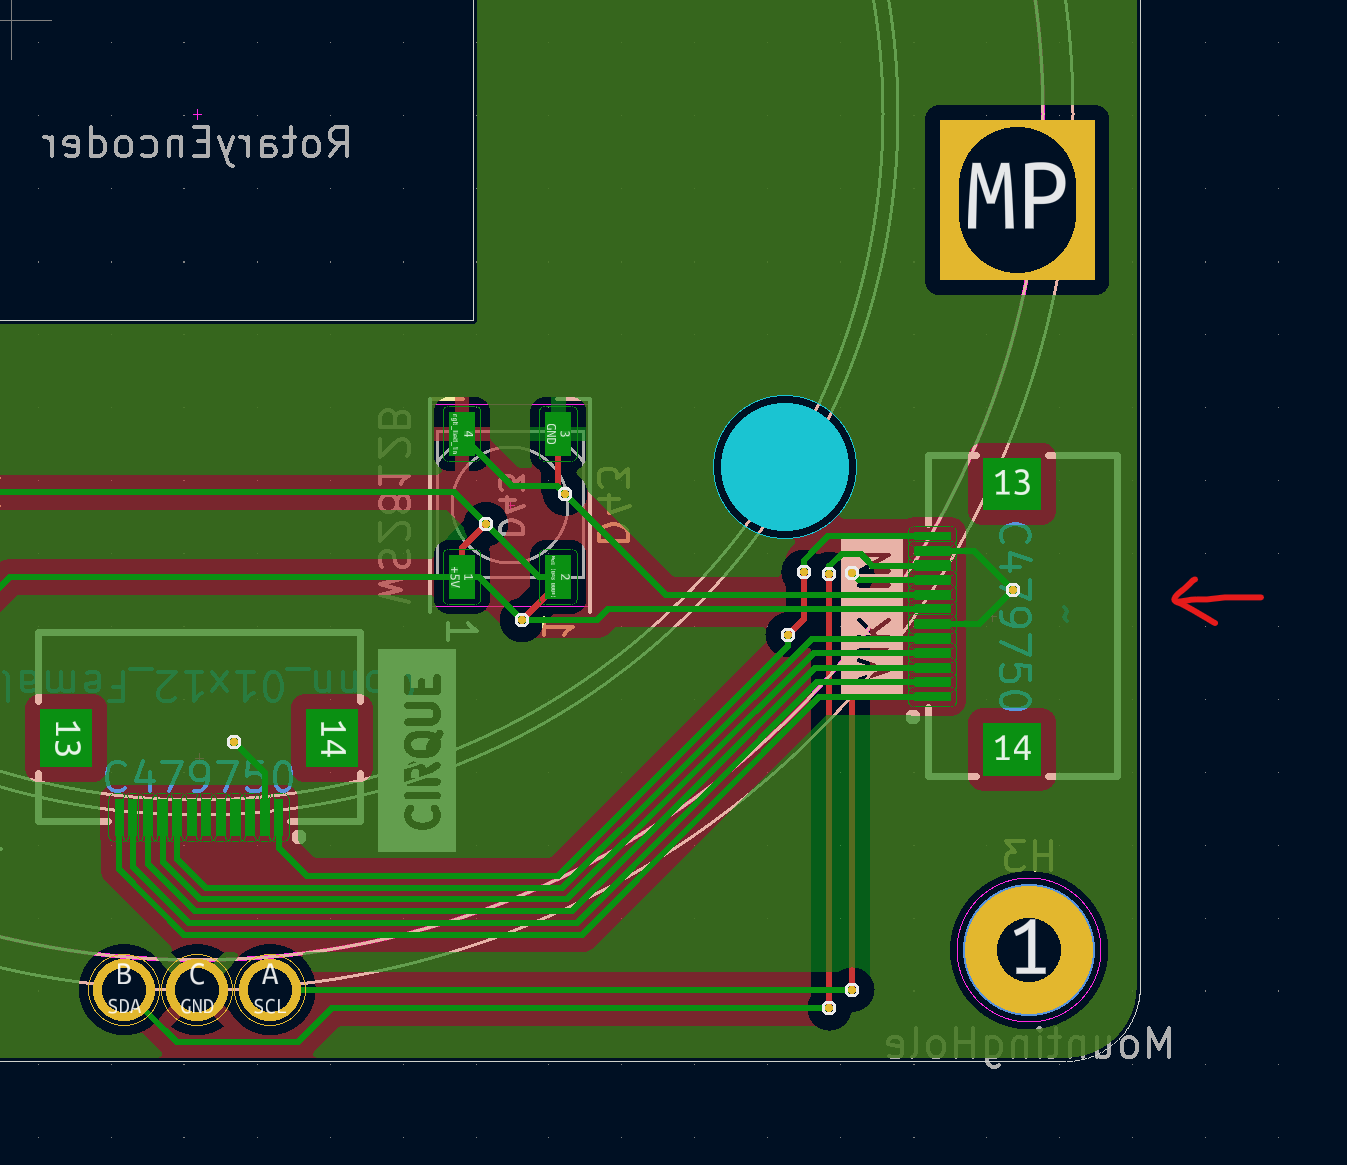 RotaryEncoder
MP
WS2812B
4
3
GND
D43
D43
1
+5V
2
1
1
13
C479750
14
onn_01x12_Femal
13
14
C479750
CIRQUE
H3
1
B
SDA
C
GND
A
SCL
MountingHole